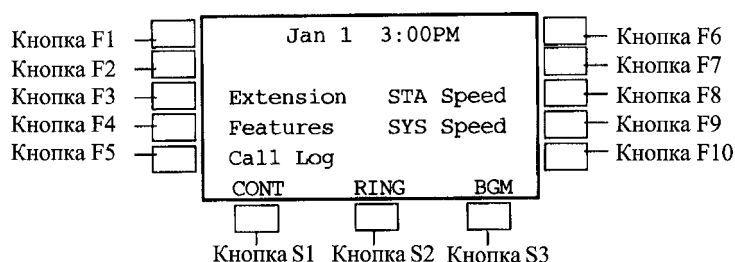 Jan 1 3:00PM
Кнопка F1
Кнопка F6
Кнопка F2
Кнопка F7
Кнопка F3
Extension STA Speed
Кнопка F8
Кнопка F4
Features SYS Speed
Кнопка F9
Кнопка F5
Call Log
Кнопка F10
CONT RING BGM
Кнопка S1 Кнопка S2 Кнопка S3